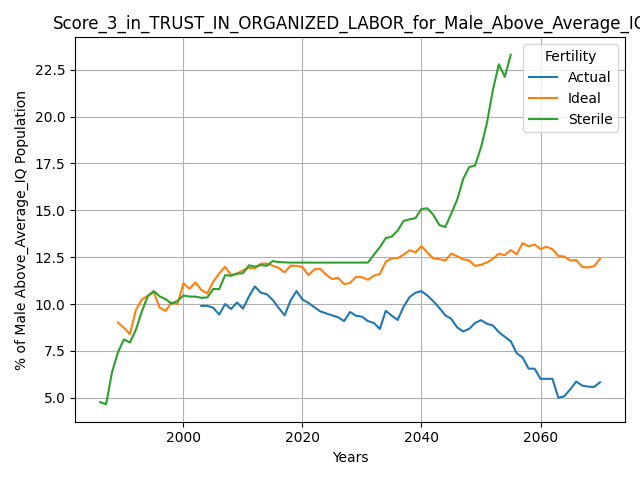 Score_3_in_TRUST_IN_ORGANIZED_LABOR_for_Male_Above_Average_IQ
Fertility
Actual
Ideal
Sterile
% of Male Above_Average_IQ Population
22.5
20.0
17.5
15.0
12.5
10.0
7.5
5.0
2000 2020 2040 2060
Years